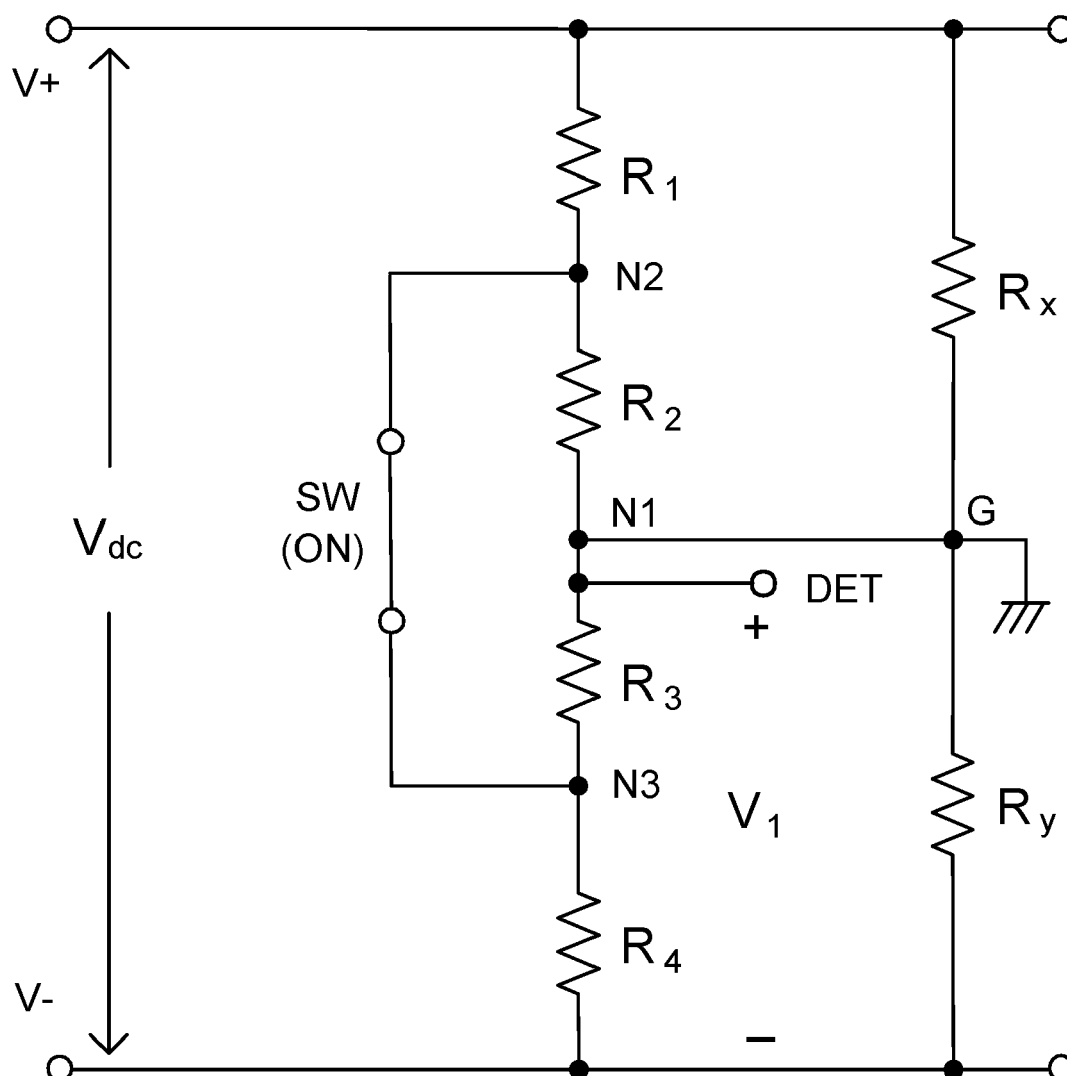 V+
R1
N2
Rx
R2
SW
(ON)
N1
G
Vdc
DET
+
R3
N3
V1
Ry
R4
V-
−